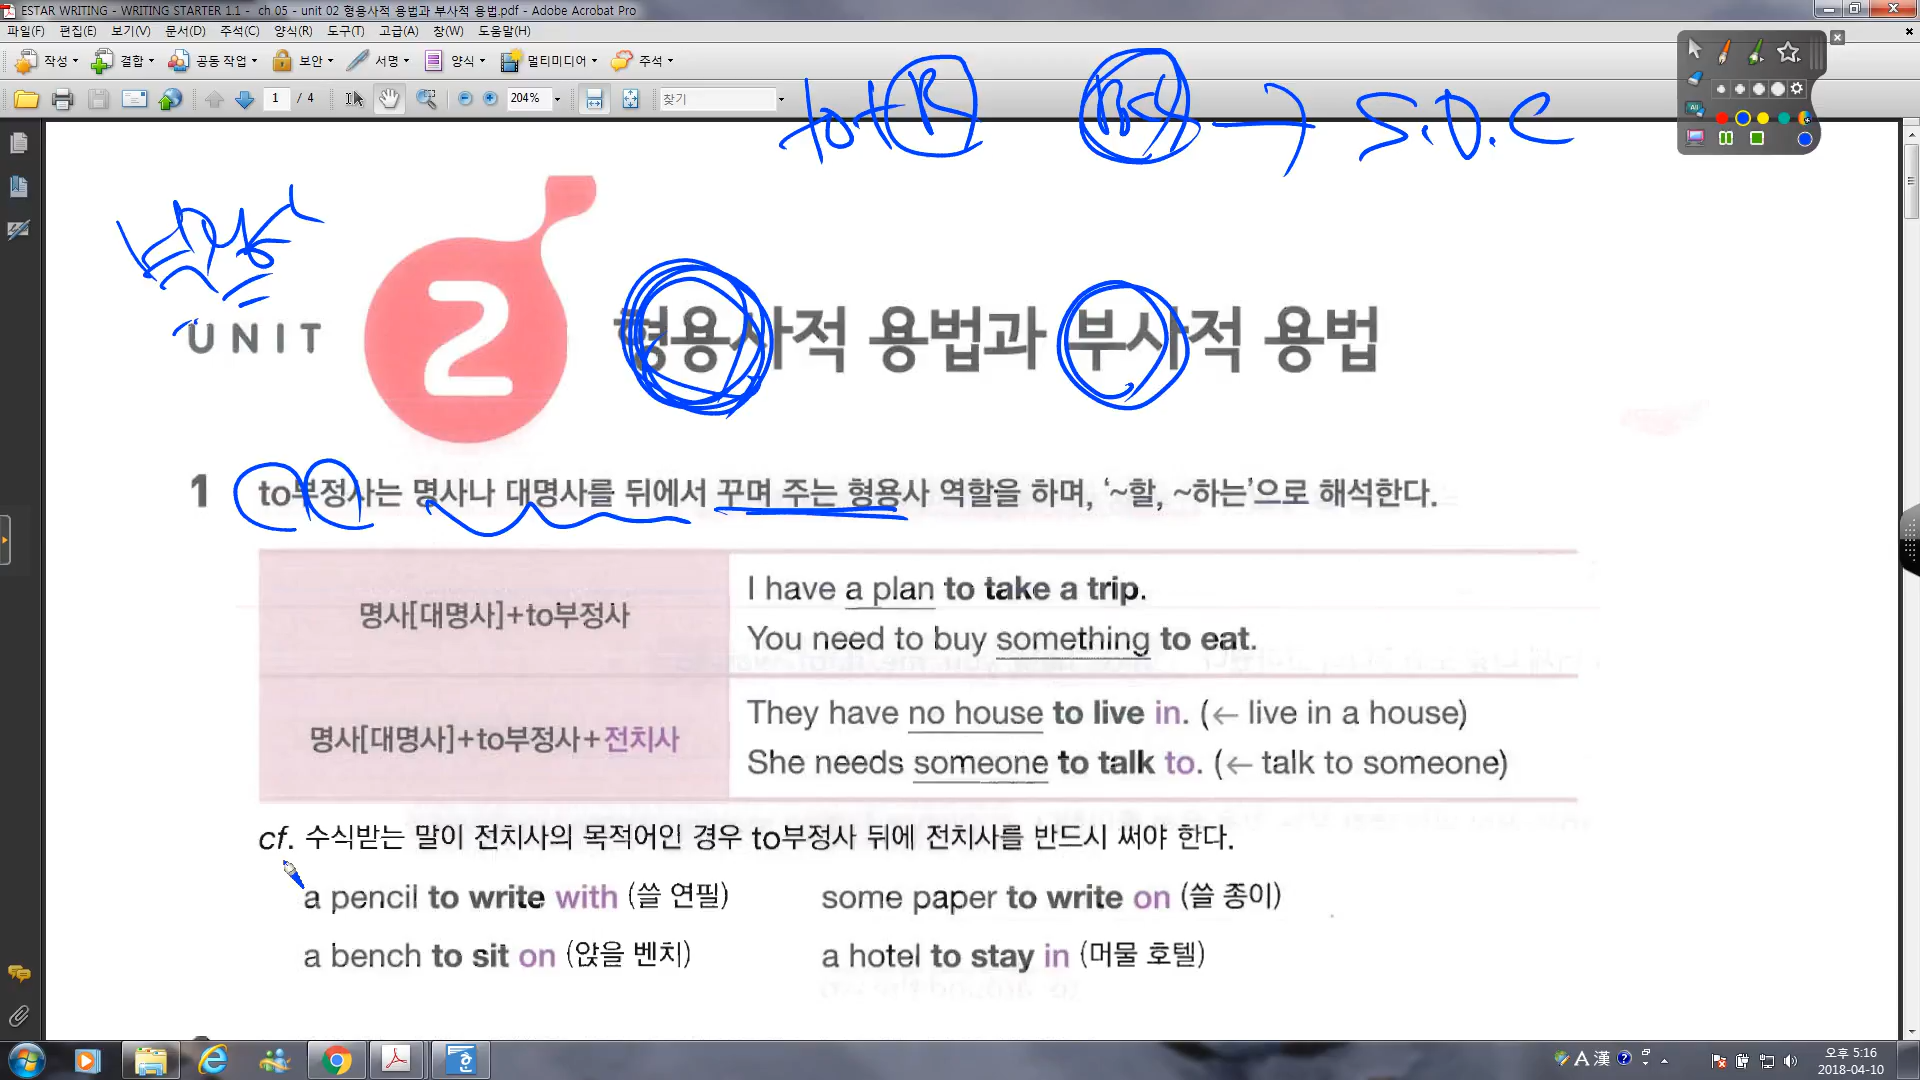 ESTAR WRITING - WRITING STARTER 1.1 - ch 05 - unit 02 형용사적 용법과 부사적 용법.pdf - Adobe Acrobat Pro
파일(F) 편집(E) 보기(V) 문서(D) 주석(C) 양식(R) 도구(T) 고급(A) 창(W) 도움말(H)
작성 결합 공동 작업 보안 서명 양식 멀티미디어 주석
1 / 4 204% 찾기
to+R → S.O.C
UNIT 2 형용사적 용법과 부사적 용법
1 to부정사는 명사나 대명사를 뒤에서 꾸며 주는 형용사 역할을 하며, ‘~할, ~하는’으로 해석한다.
명사[대명사]+to부정사
I have a plan to take a trip.
You need to buy something to eat.
명사[대명사]+to부정사+전치사
They have no house to live in. (← live in a house)
She needs someone to talk to. (← talk to someone)
cf. 수식받는 말이 전치사의 목적어인 경우 to부정사 뒤에 전치사를 반드시 써야 한다.
a pencil to write with (쓸 연필) some paper to write on (쓸 종이)
a bench to sit on (앉을 벤치) a hotel to stay in (머물 호텔)
A 漢
오후 5:16
2018-04-10